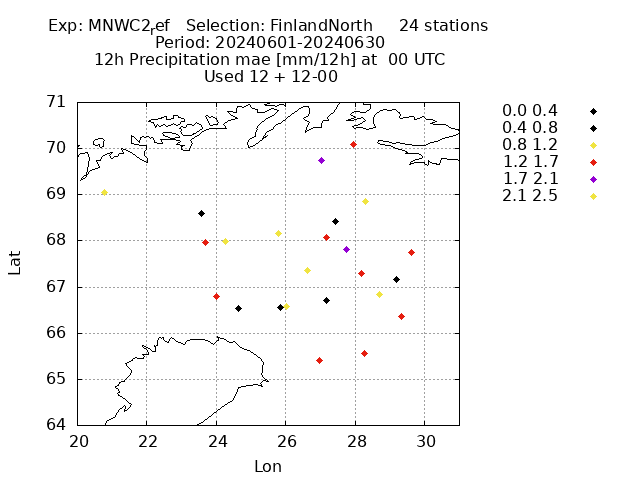 Exp: MNWC2ref Selection: FinlandNorth 24 stations
Period: 20240601-20240630
12h Precipitation mae [mm/12h] at 00 UTC
Used 12 + 12-00
0.0 0.4
0.4 0.8
0.8 1.2
1.2 1.7
1.7 2.1
2.1 2.5
71
70
69
68
67
66
65
64
Lat
20 22 24 26 28 30
Lon